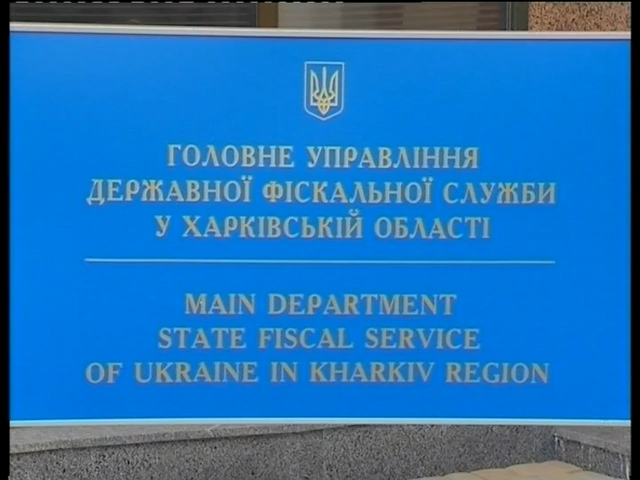 ГОЛОВНЕ УПРАВЛІННЯ
ДЕРЖАВНОЇ ФІСКАЛЬНОЇ СЛУЖБИ
У ХАРКІВСЬКІЙ ОБЛАСТІ
MAIN DEPARTMENT
STATE FISCAL SERVICE
OF UKRAINE IN KHARKIV REGION